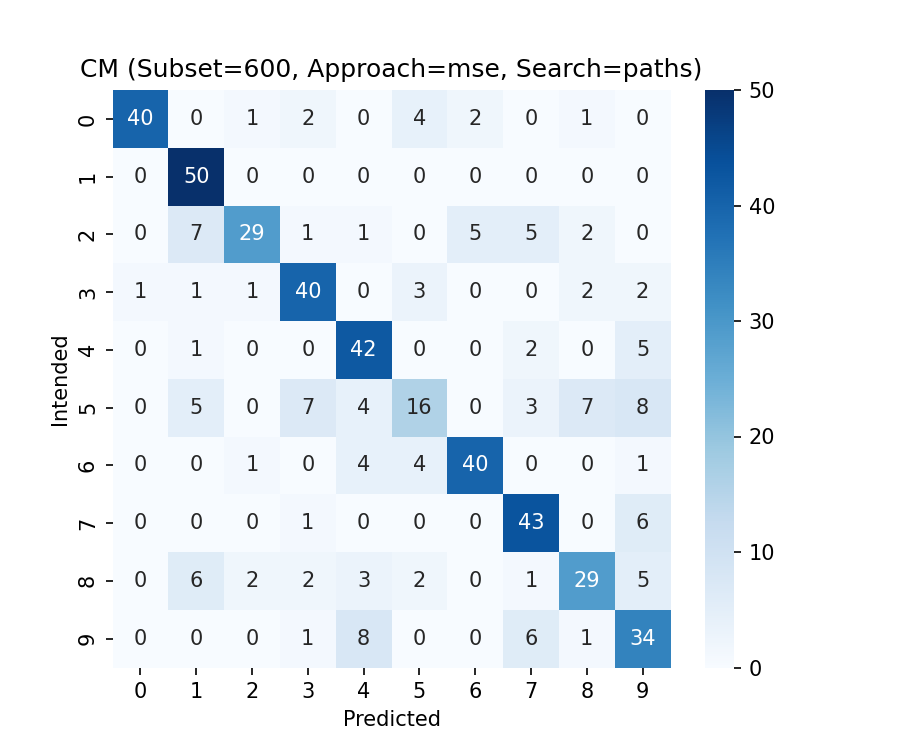 CM (Subset=600, Approach=mse, Search=paths)
0 40 0 1 2 0 4 2 0 1 0
1 0 50 0 0 0 0 0 0 0 0
2 0 7 29 1 1 0 5 5 2 0
3 1 1 1 40 0 3 0 0 2 2
4 0 1 0 0 42 0 0 2 0 5
5 0 5 0 7 4 16 0 3 7 8
6 0 0 1 0 4 4 40 0 0 1
7 0 0 0 1 0 0 0 43 0 6
8 0 6 2 2 3 2 0 1 29 5
9 0 0 0 1 8 0 0 6 1 34
0 1 2 3 4 5 6 7 8 9
Predicted
Intended
50
40
30
20
10
0